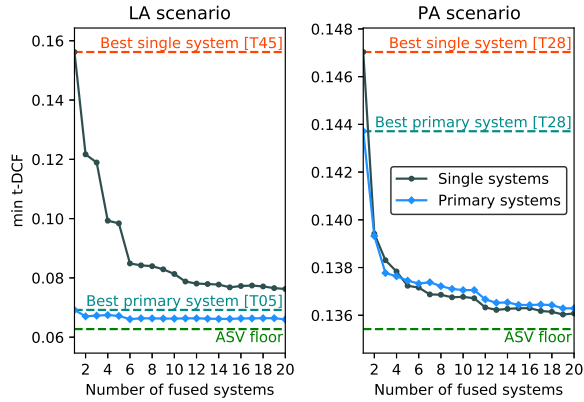 LA scenario
0.16
0.14
0.12
0.10
0.08
0.06
min t-DCF
Best single system [T45]
Best primary system [T05]
ASV floor
2 4 6 8 10 12 14 16 18 20
Number of fused systems
PA scenario
0.148
0.146
0.144
0.142
0.140
0.138
0.136
Best single system [T28]
Best primary system [T28]
Single systems
Primary systems
ASV floor
2 4 6 8 10 12 14 16 18 20
Number of fused systems